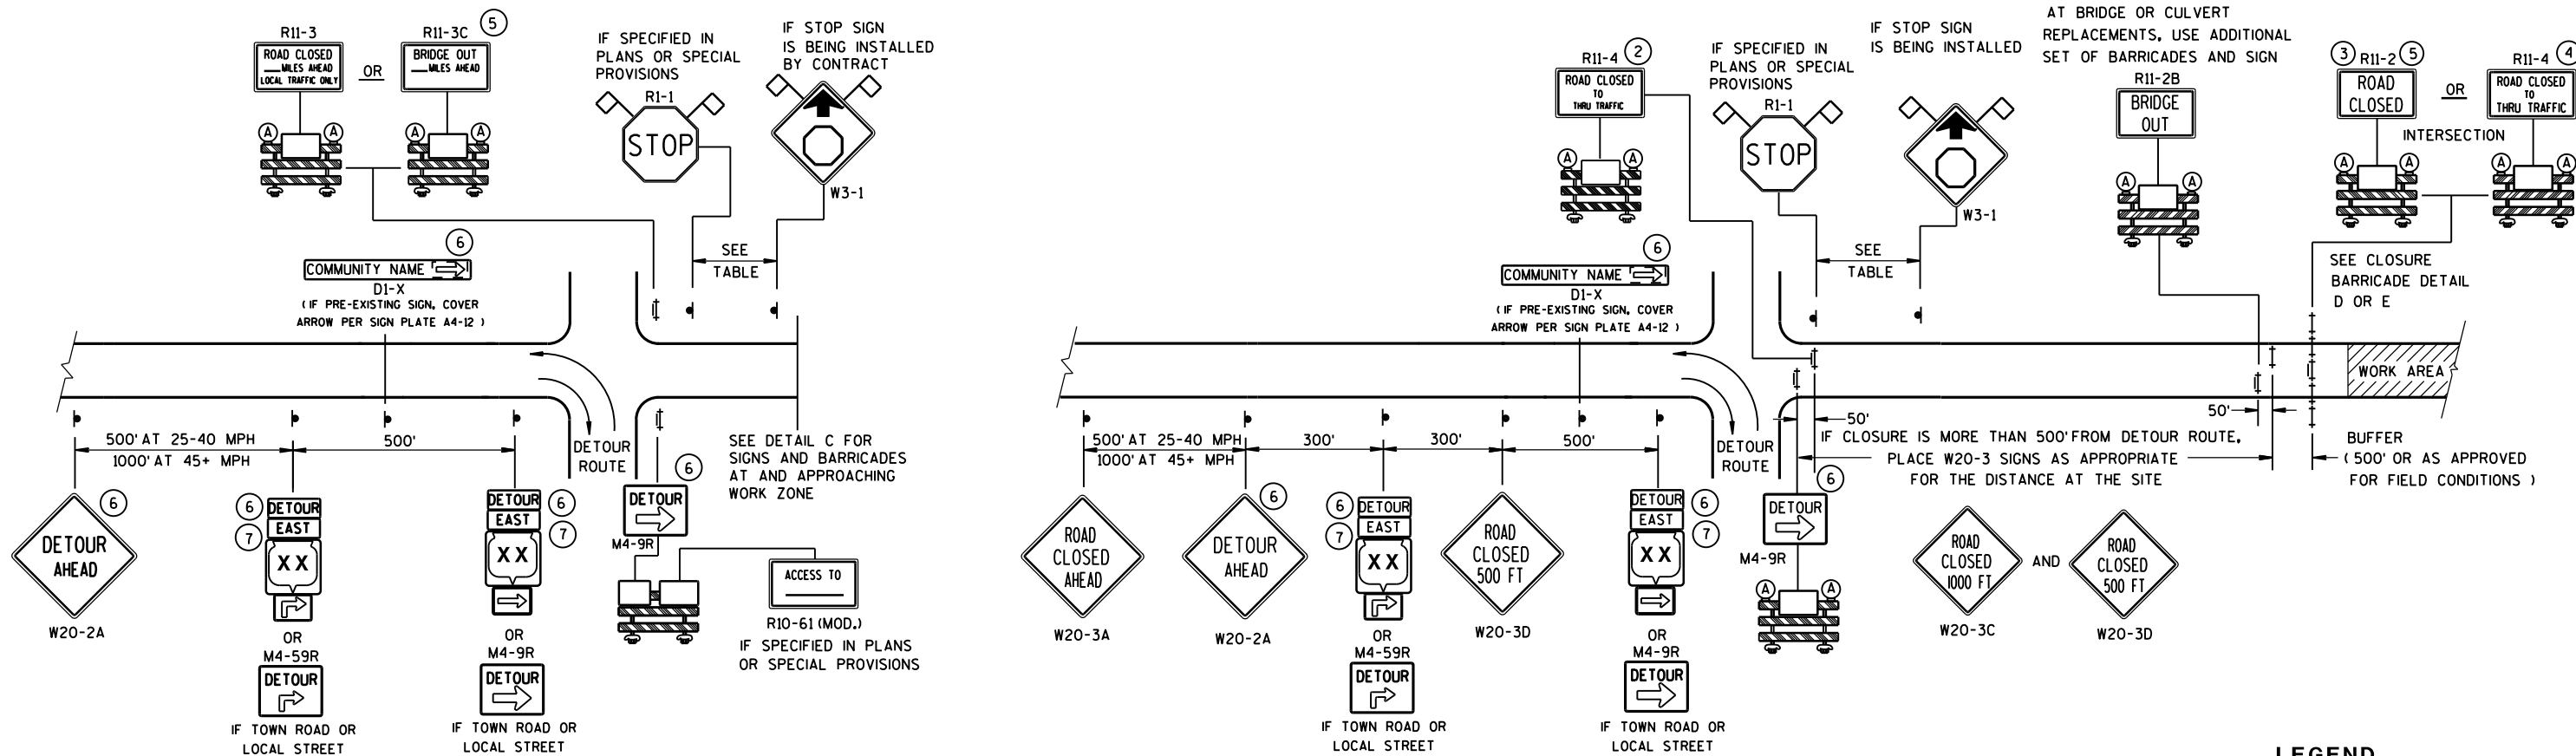 R11-3
ROAD CLOSED
MILES AHEAD
LOCAL TRAFFIC ONLY
OR
R11-3C
5
BRIDGE OUT
MILES AHEAD
A
A
A
A
IF SPECIFIED IN
PLANS OR SPECIAL
PROVISIONS
R1-1
STOP
IF STOP SIGN
IS BEING INSTALLED
BY CONTRACT
W3-1
SEE
TABLE
6
COMMUNITY NAME
D1-X
(IF PRE-EXISTING SIGN, COVER
ARROW PER SIGN PLATE A4-12 )
500' AT 25-40 MPH
1000' AT 45+ MPH
500'
DETOUR
ROUTE
SEE DETAIL C FOR
SIGNS AND BARRICADES
AT AND APPROACHING
WORK ZONE
6
DETOUR
AHEAD
W20-2A
6
7
DETOUR
EAST
XX
OR
M4-59R
DETOUR
IF TOWN ROAD OR
LOCAL STREET
DETOUR
EAST
XX
6
7
OR
M4-9R
DETOUR
IF TOWN ROAD OR
LOCAL STREET
6
DETOUR
M4-9R
ACCESS TO
R10-61 (MOD.)
IF SPECIFIED IN PLANS
OR SPECIAL PROVISIONS
R11-4
2
ROAD CLOSED
TO
THRU TRAFFIC
A
A
IF SPECIFIED IN
PLANS OR SPECIAL
PROVISIONS
R1-1
STOP
IF STOP SIGN
IS BEING INSTALLED
W3-1
SEE
TABLE
AT BRIDGE OR CULVERT
REPLACEMENTS, USE ADDITIONAL
SET OF BARRICADES AND SIGN
R11-2B
BRIDGE
OUT
A
A
3
R11-2
5
ROAD
CLOSED
OR
R11-4
4
ROAD CLOSED
TO
THRU TRAFFIC
INTERSECTION
A
A
A
A
SEE CLOSURE
BARRICADE DETAIL
D OR E
6
COMMUNITY NAME
D1-X
(IF PRE-EXISTING SIGN, COVER
ARROW PER SIGN PLATE A4-12 )
WORK AREA
500' AT 25-40 MPH
1000' AT 45+ MPH
300'
300'
500'
DETOUR
ROUTE
50'
50'
IF CLOSURE IS MORE THAN 500' FROM DETOUR ROUTE,
PLACE W20-3 SIGNS AS APPROPRIATE
FOR THE DISTANCE AT THE SITE
BUFFER
( 500' OR AS APPROVED
FOR FIELD CONDITIONS )
ROAD
CLOSED
AHEAD
W20-3A
6
DETOUR
AHEAD
W20-2A
6
7
DETOUR
EAST
XX
OR
M4-59R
DETOUR
IF TOWN ROAD OR
LOCAL STREET
ROAD
CLOSED
500 FT
W20-3D
DETOUR
EAST
XX
6
7
OR
M4-9R
DETOUR
IF TOWN ROAD OR
LOCAL STREET
6
DETOUR
M4-9R
A
A
ROAD
CLOSED
1000 FT
W20-3C
AND
ROAD
CLOSED
500 FT
W20-3D
LEGEND